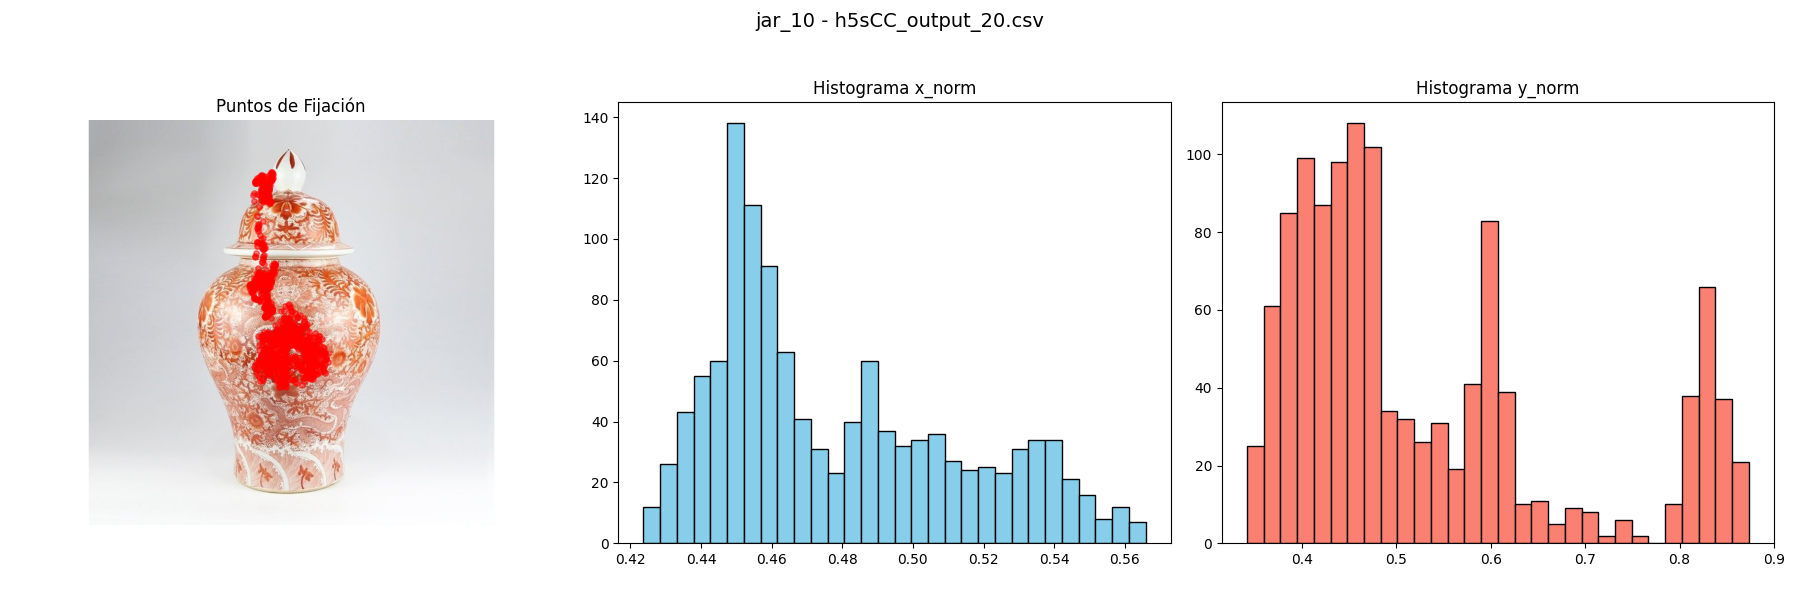 jar_10 - h5sCC_output_20.csv
Puntos de Fijación
Histograma x_norm
140
120
100
80
60
40
20
0
0.42 0.44 0.46 0.48 0.50 0.52 0.54 0.56
Histograma y_norm
100
80
60
40
20
0
0.4 0.5 0.6 0.7 0.8 0.9